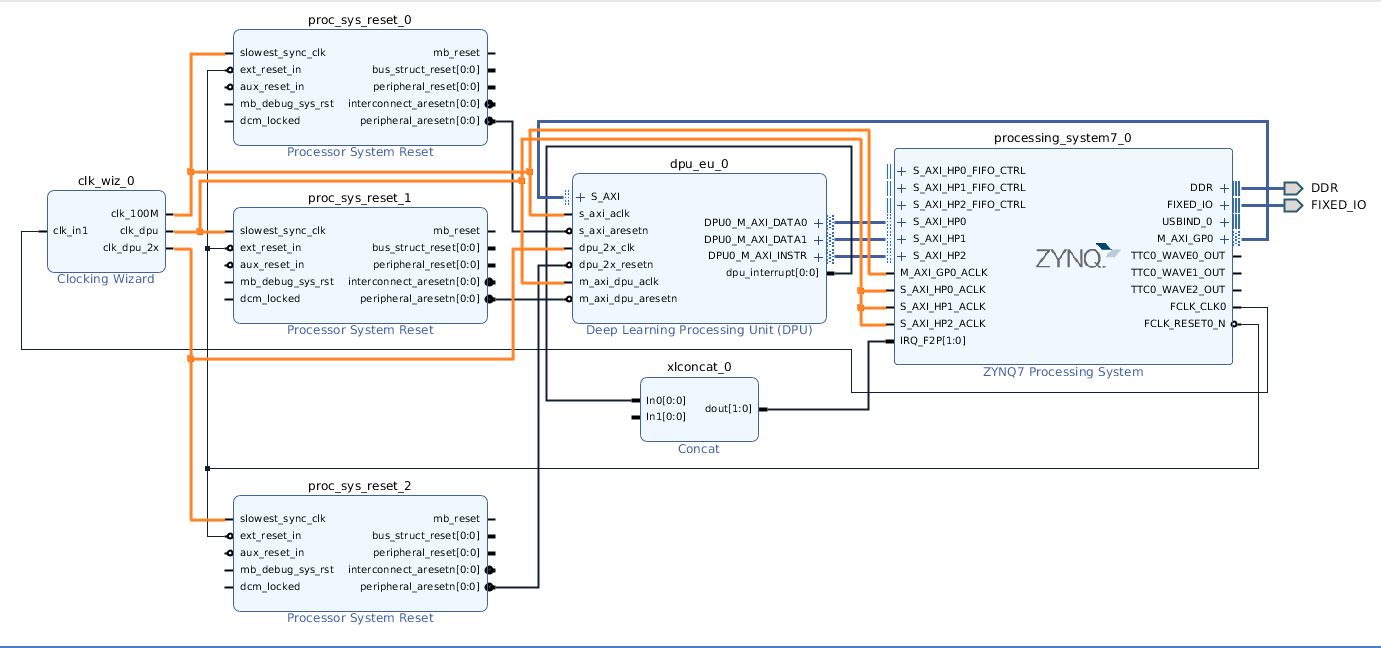 proc_sys_reset_0
slowest_sync_clk
ext_reset_in
aux_reset_in
mb_debug_sys_rst
dcm_locked
mb_reset
bus_struct_reset[0:0]
peripheral_reset[0:0]
interconnect_aresetn[0:0]
peripheral_aresetn[0:0]
Processor System Reset
clk_wiz_0
clk_in1
clk_100M
clk_dpu
clk_dpu_2x
Clocking Wizard
proc_sys_reset_1
slowest_sync_clk
ext_reset_in
aux_reset_in
mb_debug_sys_rst
dcm_locked
mb_reset
bus_struct_reset[0:0]
peripheral_reset[0:0]
interconnect_aresetn[0:0]
peripheral_aresetn[0:0]
Processor System Reset
dpu_eu_0
S_AXI
s_axi_aclk
s_axi_aresetn
dpu_2x_clk
dpu_2x_resetn
m_axi_dpu_aclk
m_axi_dpu_aresetn
DPU0_M_AXI_DATA0
DPU0_M_AXI_DATA1
DPU0_M_AXI_INSTR
dpu_interrupt[0:0]
Deep Learning Processing Unit (DPU)
processing_system7_0
S_AXI_HP0_FIFO_CTRL
S_AXI_HP1_FIFO_CTRL
S_AXI_HP2_FIFO_CTRL
S_AXI_HP0
S_AXI_HP1
S_AXI_HP2
M_AXI_GP0_ACLK
S_AXI_HP0_ACLK
S_AXI_HP1_ACLK
S_AXI_HP2_ACLK
IRQ_F2P[1:0]
ZYNQ
DDR
FIXED_IO
USBIND_0
M_AXI_GP0
TTC0_WAVE0_OUT
TTC0_WAVE1_OUT
TTC0_WAVE2_OUT
FCLK_CLK0
FCLK_RESET0_N
ZYNQ7 Processing System
DDR
FIXED_IO
xlconcat_0
In0[0:0]
In1[0:0]
dout[1:0]
Concat
proc_sys_reset_2
slowest_sync_clk
ext_reset_in
aux_reset_in
mb_debug_sys_rst
dcm_locked
mb_reset
bus_struct_reset[0:0]
peripheral_reset[0:0]
interconnect_aresetn[0:0]
peripheral_aresetn[0:0]
Processor System Reset